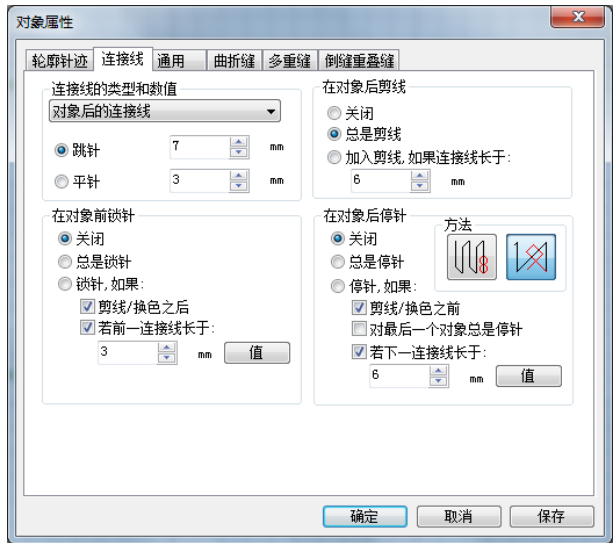 对象属性
轮廓针迹 连接线 通用 曲折缝 多重缝 倒缝重叠缝
连接线的类型和数值
对象后的连接线
跳针 7 mm
平针 3 mm
在对象后剪线
关闭
总是剪线
加入剪线, 如果连接线长于:
6 mm
在对象前锁针
关闭
总是锁针
锁针, 如果:
剪线/换色之后
若前一连接线长于:
3 mm 值
在对象后停针
关闭
总是停针
停针, 如果:
剪线/换色之前
对最后一个对象总是停针
若下一连接线长于:
6 mm 值
方法
确定 取消 保存